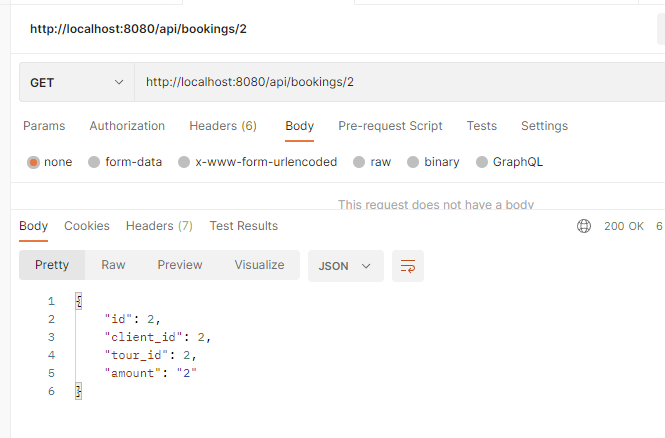 http://localhost:8080/api/bookings/2
GET http://localhost:8080/api/bookings/2
Params Authorization Headers (6) Body Pre-request Script Tests Settings
none form-data x-www-form-urlencoded raw binary GraphQL
This request does not have a body
Body Cookies Headers (7) Test Results 200 OK 6
Pretty Raw Preview Visualize JSON
1 {
2 "id": 2,
3 "client_id": 2,
4 "tour_id": 2,
5 "amount": "2"
6 }